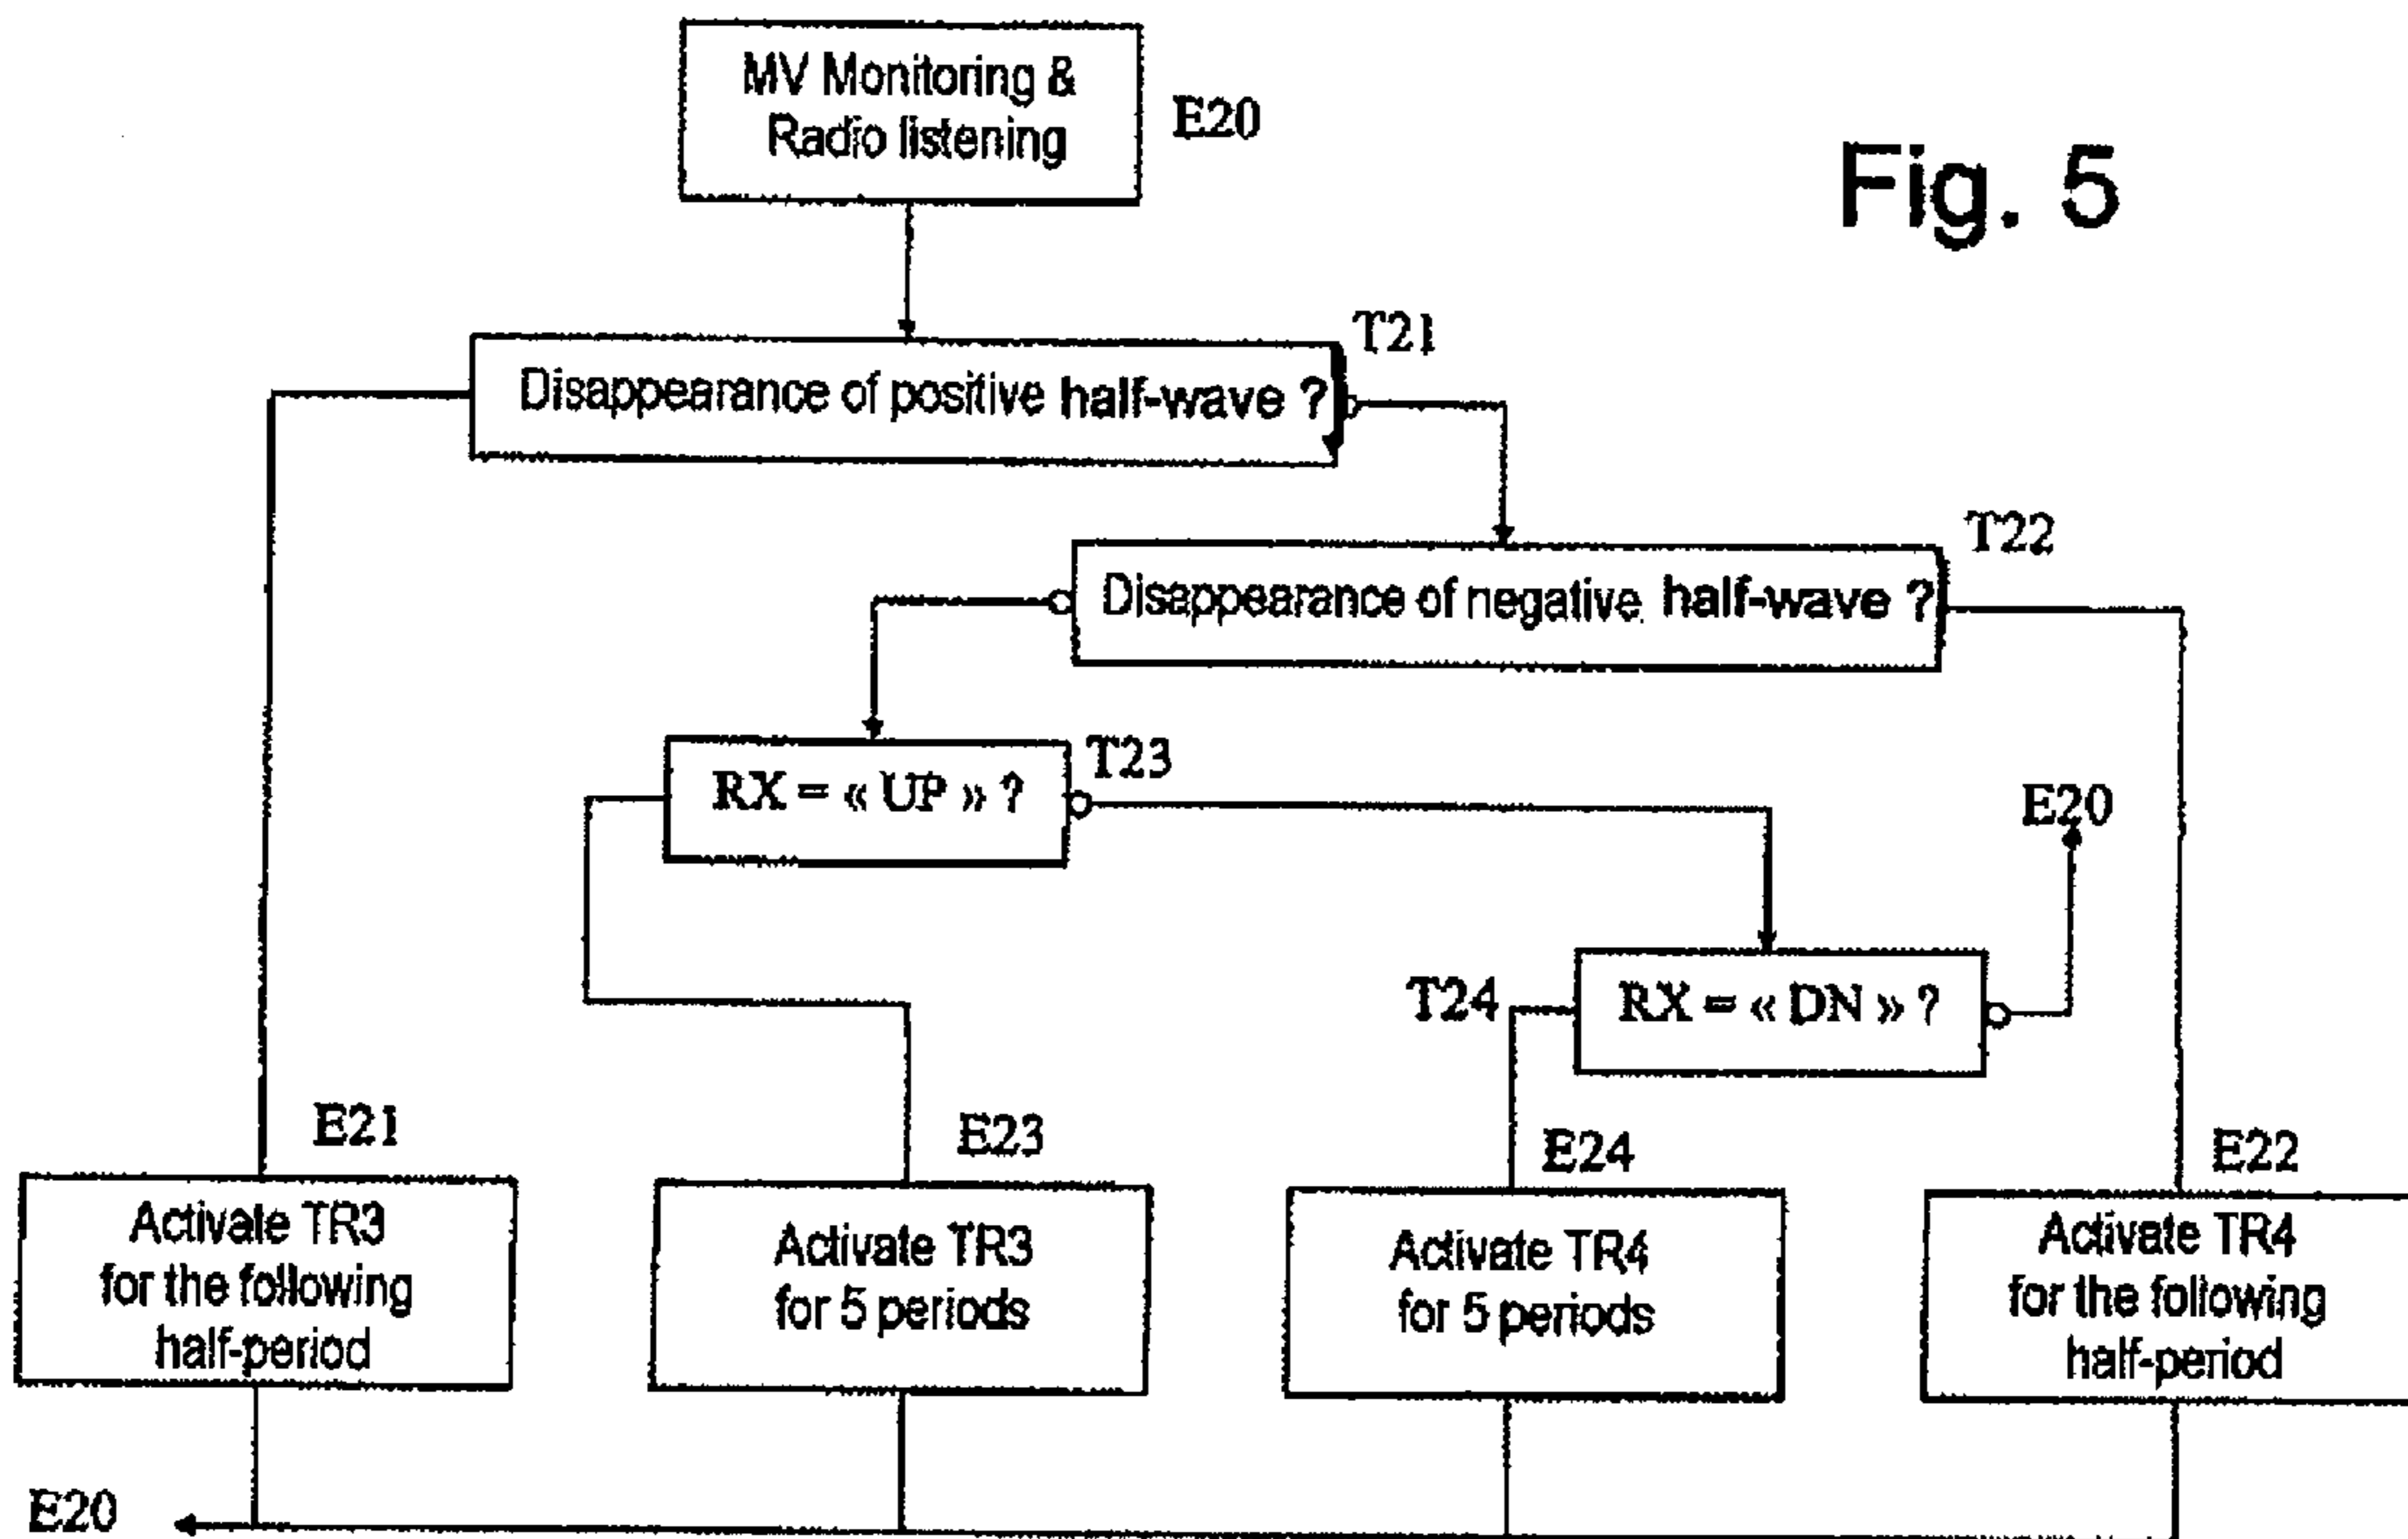 MV Monitoring &
Radio listening
E20
Fig. 5
T21
Disappearance of positive half-wave ?
T22
Disappearance of negative half-wave ?
T23
RX = « UP » ?
E20
T24
RX = « DN » ?
E21
E23
E24
E22
Activate TR3
for the following
half-period
Activate TR3
for 5 periods
Activate TR4
for 5 periods
Activate TR4
for the following
half-period
E20